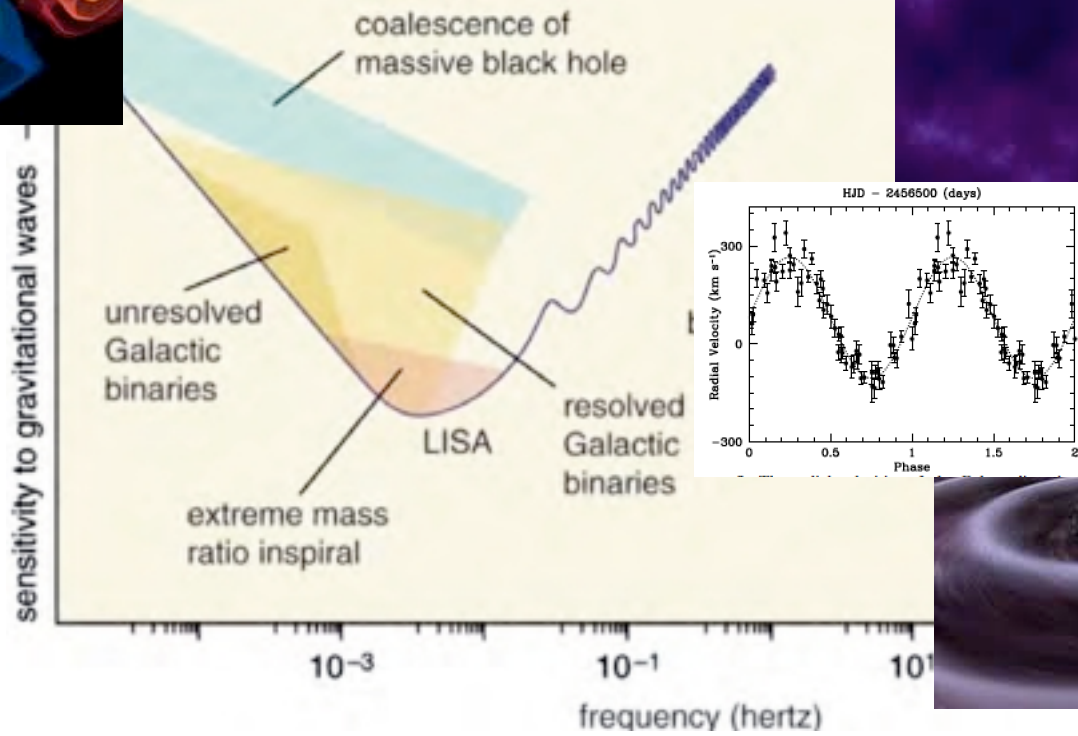 coalescence of
massive black hole
sensitivity to gravitational waves
unresolved
Galactic
binaries
LISA
resolved
Galactic
binaries
extreme mass
ratio inspiral
10⁻³
10⁻¹
10¹
frequency (hertz)
HJD - 2456500 (days)
Radial Velocity (km s⁻¹)
300
0
-300
0
0.5
1
1.5
2
Phase